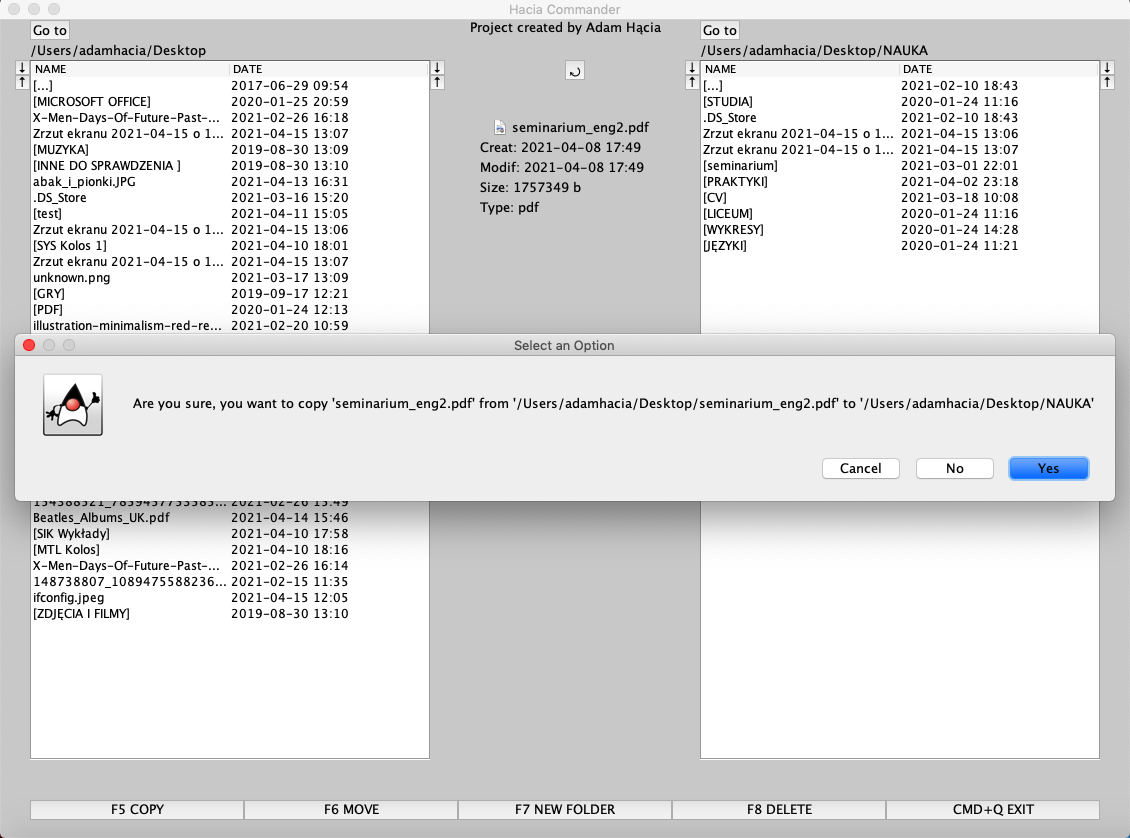 Hacia Commander
Go to
Project created by Adam Hącia
Go to
/Users/adamhacia/Desktop
/Users/adamhacia/Desktop/NAUKA
NAME DATE
[...] 2017-06-29 09:54
[MICROSOFT OFFICE] 2020-01-25 20:59
X-Men-Days-Of-Future-Past-... 2021-02-26 16:18
Zrzut ekranu 2021-04-15 o 1... 2021-04-15 13:07
[MUZYKA] 2019-08-30 13:09
[INNE DO SPRAWDZENIA ] 2019-08-30 13:10
abak_i_pionki.JPG 2021-04-13 16:31
.DS_Store 2021-03-16 15:20
[test] 2021-04-11 15:05
Zrzut ekranu 2021-04-15 o 1... 2021-04-15 13:06
[SYS Kolos 1] 2021-04-10 18:01
Zrzut ekranu 2021-04-15 o 1... 2021-04-15 13:07
unknown.png 2021-03-17 13:09
[GRY] 2019-09-17 12:21
[PDF] 2020-01-24 12:13
illustration-minimalism-red-re... 2021-02-20 10:59
seminarium_eng2.pdf
Creat: 2021-04-08 17:49
Modif: 2021-04-08 17:49
Size: 1757349 b
Type: pdf
NAME DATE
[...] 2021-02-10 18:43
[STUDIA] 2020-01-24 11:16
.DS_Store 2021-02-10 18:43
Zrzut ekranu 2021-04-15 o 1... 2021-04-15 13:06
Zrzut ekranu 2021-04-15 o 1... 2021-04-15 13:07
[seminarium] 2021-03-01 22:01
[PRAKTYKI] 2021-04-02 23:18
[CV] 2021-03-18 10:08
[LICEUM] 2020-01-24 11:16
[WYKRESY] 2020-01-24 14:28
[JĘZYKI] 2020-01-24 11:21
Select an Option
Are you sure, you want to copy 'seminarium_eng2.pdf' from '/Users/adamhacia/Desktop/seminarium_eng2.pdf' to '/Users/adamhacia/Desktop/NAUKA'
Cancel No Yes
Beatles_Albums_UK.pdf 2021-04-14 15:46
[SIK Wykłady] 2021-04-10 17:58
[MTL Kolos] 2021-04-10 18:16
X-Men-Days-Of-Future-Past-... 2021-02-26 16:14
148738807_1089475588236... 2021-02-15 11:35
ifconfig.jpeg 2021-04-15 12:05
[ZDJĘCIA I FILMY] 2019-08-30 13:10
F5 COPY F6 MOVE F7 NEW FOLDER F8 DELETE CMD+Q EXIT